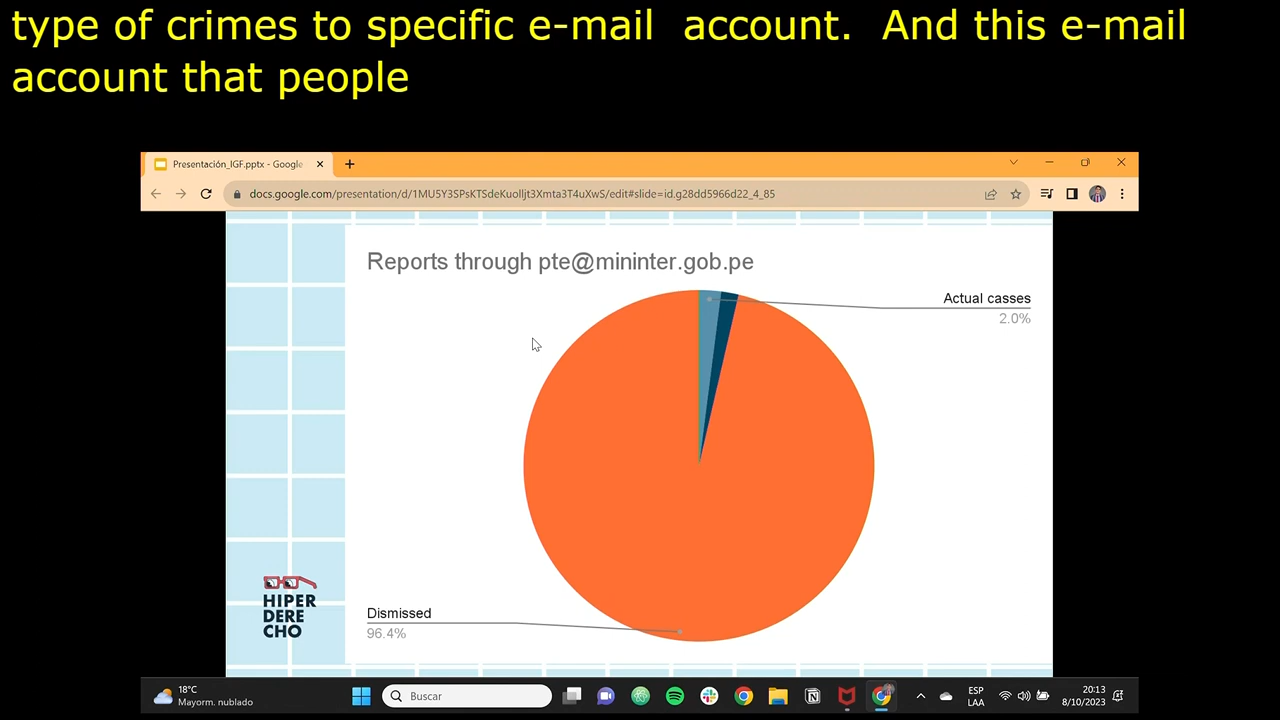 type of crimes to specific e-mail account. And this e-mail
account that people
Presentación_IGF.pptx - Google
docs.google.com/presentation/d/1MU5Y3SPsKTSdeKuolljt3Xmta3T4uXwS/edit#slide=id.g28dd5966d22_4_85
Reports through pte@mininter.gob.pe
Actual casses
2.0%
Dismissed
96.4%
HIPER
DERE
CHO
18°C
Mayorm. nublado
Buscar
ESP
LAA
20:13
8/10/2023